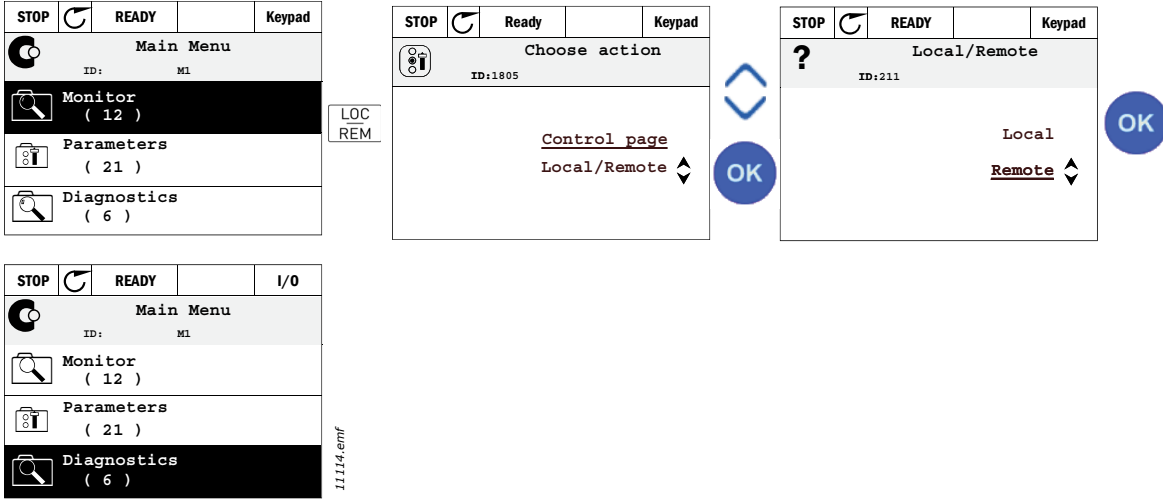 STOP READY Keypad
Main Menu
ID: M1
Monitor
( 12 )
Parameters
( 21 )
Diagnostics
( 6 )
LOC
REM
STOP Ready Keypad
Choose action
ID:1805
Control page
Local/Remote
OK
STOP READY Keypad
? Local/Remote
ID:211
Local
Remote
OK
STOP READY I/O
Main Menu
ID: M1
Monitor
( 12 )
Parameters
( 21 )
Diagnostics
( 6 )
11114.emf